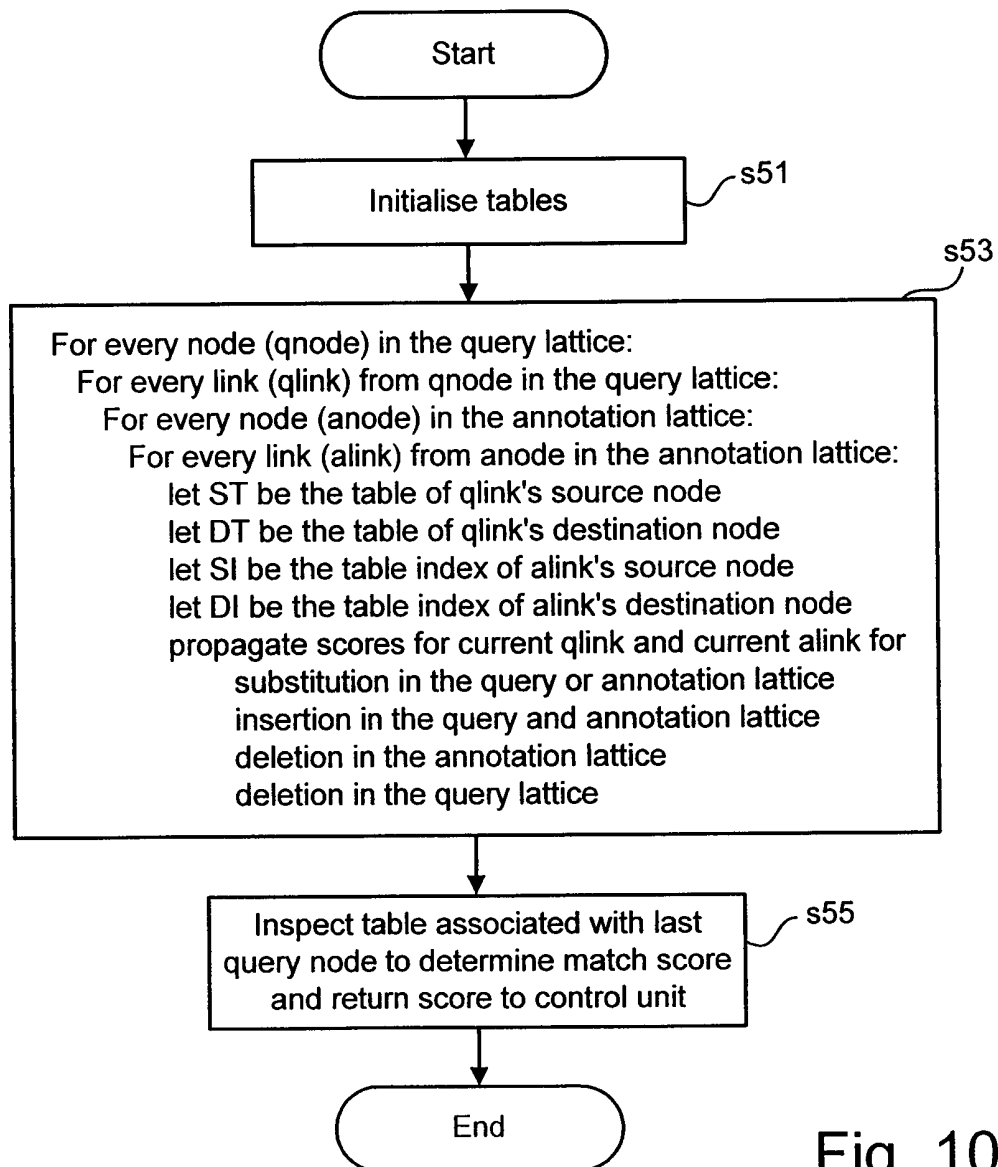 Start
Initialise tables
s51
s53
For every node (qnode) in the query lattice:
For every link (qlink) from qnode in the query lattice:
For every node (anode) in the annotation lattice:
For every link (alink) from anode in the annotation lattice:
let ST be the table of qlink's source node
let DT be the table of qlink's destination node
let SI be the table index of alink's source node
let DI be the table index of alink's destination node
propagate scores for current qlink and current alink for
substitution in the query or annotation lattice
insertion in the query and annotation lattice
deletion in the annotation lattice
deletion in the query lattice
Inspect table associated with last
query node to determine match score
and return score to control unit
s55
End
Fig. 10